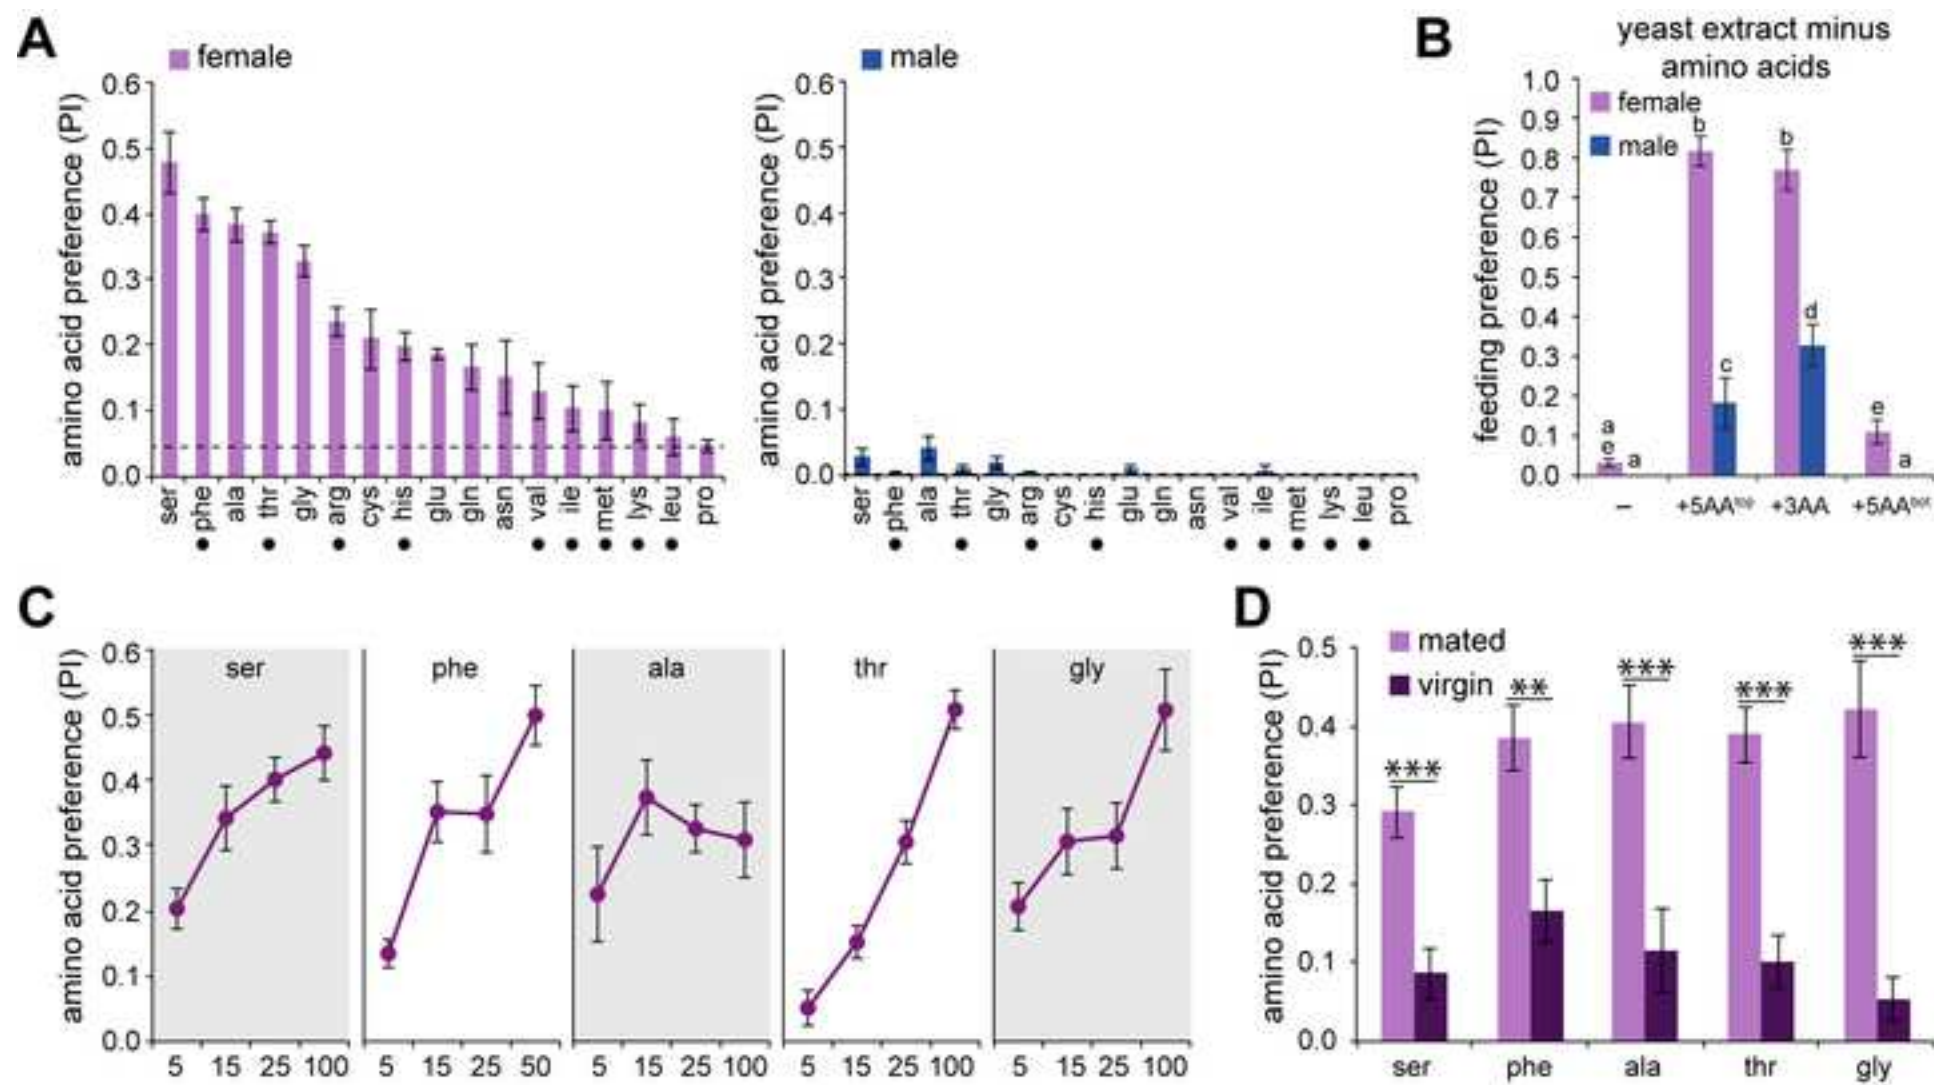 A
female
amino acid preference (PI)
0.6
0.5
0.4
0.3
0.2
0.1
0.0
ser
phe
ala
thr
gly
arg
cys
his
glu
gln
asn
val
ile
met
lys
leu
pro
male
amino acid preference (PI)
0.6
0.5
0.4
0.3
0.2
0.1
0.0
ser
phe
ala
thr
gly
arg
cys
his
glu
gln
asn
val
ile
met
lys
leu
pro
B
yeast extract minus
amino acids
female
male
feeding preference (PI)
1.0
0.9
0.8
0.7
0.6
0.5
0.4
0.3
0.2
0.1
0.0
a
e
a
b
c
b
d
e
a
–
+5AA
+3AA
+5AA
C
amino acid preference (PI)
0.6
0.5
0.4
0.3
0.2
0.1
0.0
ser
phe
ala
thr
gly
5 15 25 100
5 15 25 50
5 15 25 100
5 15 25 100
5 15 25 100
D
mated
virgin
amino acid preference (PI)
0.5
0.4
0.3
0.2
0.1
0.0
***
**
***
***
***
ser
phe
ala
thr
gly